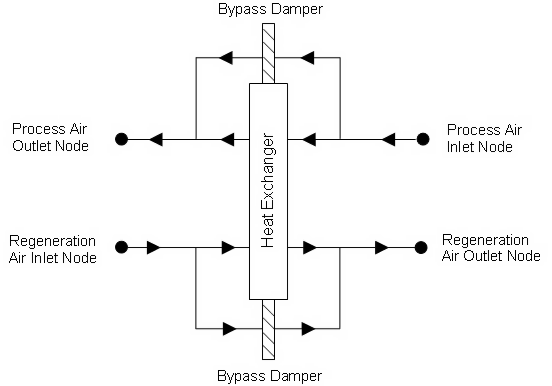 Bypass Damper
Process Air
Outlet Node
Process Air
Inlet Node
Heat Exchanger
Regeneration
Air Inlet Node
Regeneration
Air Outlet Node
Bypass Damper